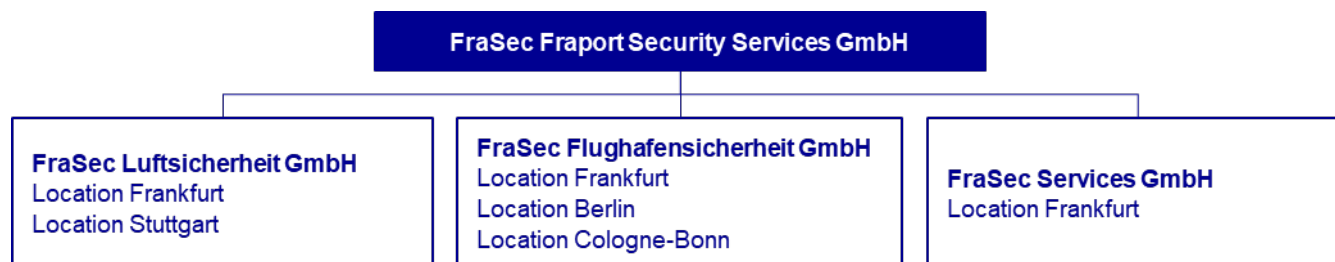 FraSec Fraport Security Services GmbH
FraSec Luftsicherheit GmbH
Location Frankfurt
Location Stuttgart
FraSec Flughafensicherheit GmbH
Location Frankfurt
Location Berlin
Location Cologne-Bonn
FraSec Services GmbH
Location Frankfurt